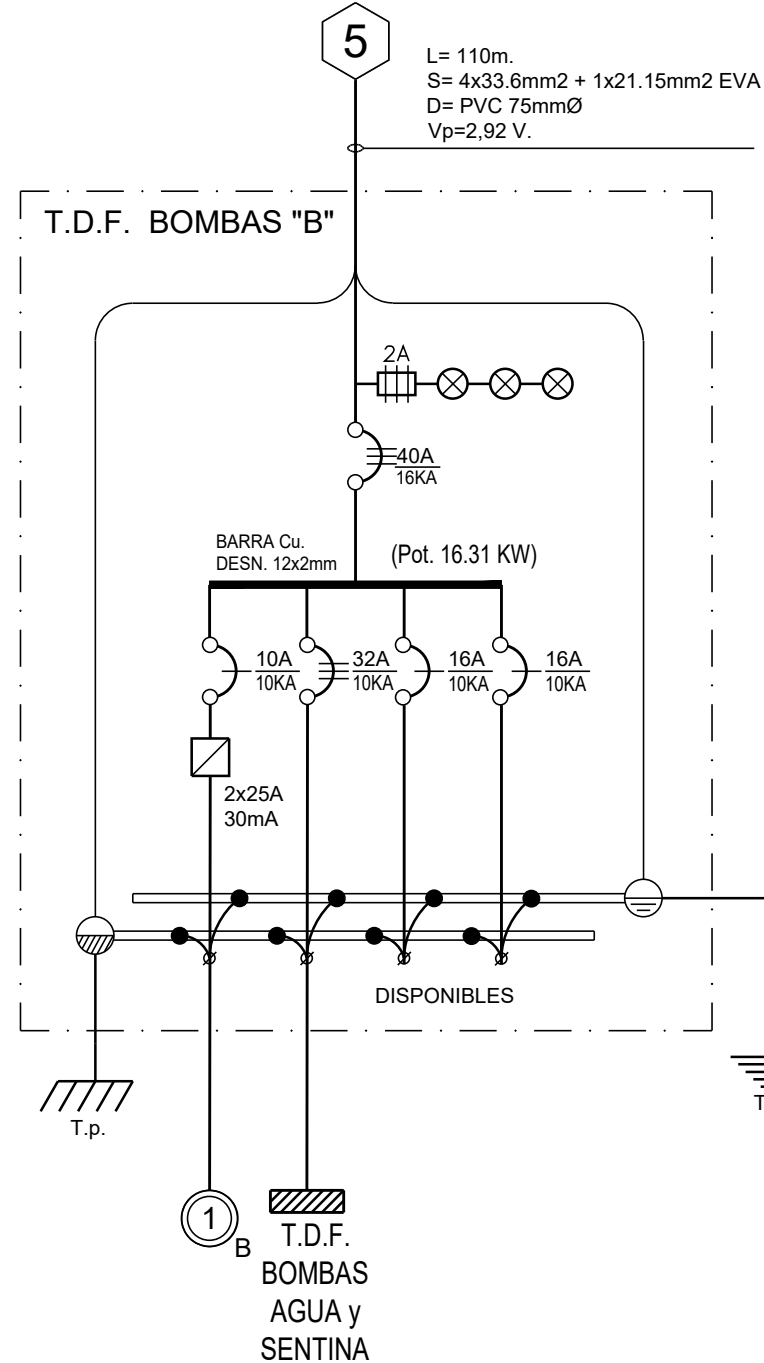 5
L= 110m.
S= 4x33.6mm2 + 1x21.15mm2 EVA
D= PVC 75mmØ
Vp=2,92 V.
T.D.F. BOMBAS "B"
2A
40A
16KA
BARRA Cu.
DESN. 12x2mm
(Pot. 16.31 KW)
10A
10KA
32A
10KA
16A
10KA
16A
10KA
2x25A
30mA
DISPONIBLES
T.p.
T
1
B
T.D.F.
BOMBAS
AGUA y
SENTINA